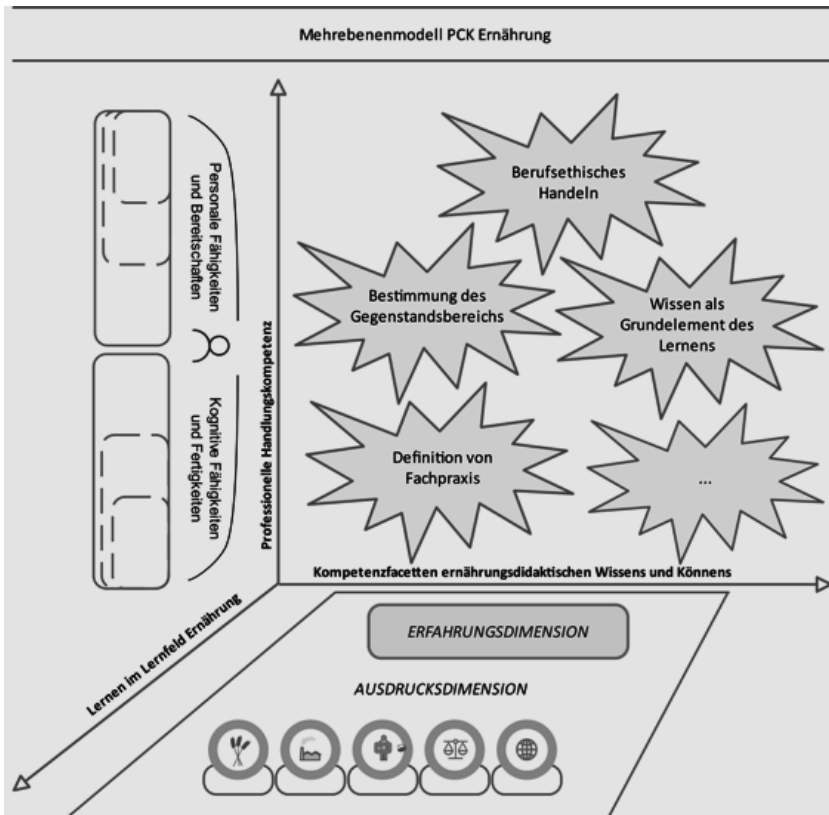 Mehrebenenmodell PCK Ernährung
Personale Fähigkeiten
und Bereitschaften
Kognitive Fähigkeiten
und Fertigkeiten
Professionelle Handlungskompetenz
Berufsethisches
Handeln
Bestimmung des
Gegenstandsbereichs
Wissen als
Grundelement des
Lernens
Definition von
Fachpraxis
...
Kompetenzfacetten ernährungsdidaktischen Wissens und Könnens
Lernen im Lernfeld Ernährung
ERFAHRUNGSDIMENSION
AUSDRUCKSDIMENSION